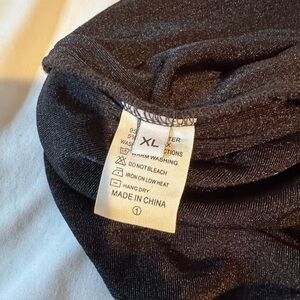 XL
WARM WASHING
DO NOT BLEACH
IRON ON LOW HEAT
HANG DRY
MADE IN CHINA
1